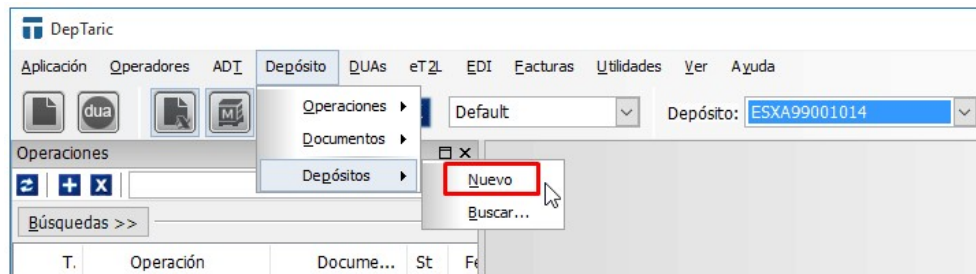 DepTaric
Aplicación Operadores ADT Depósito DUAs eT2L EDI Facturas Utilidades Ver Ayuda
dua M Default Depósito: ESXA99001014
Operaciones
Documentos
Operaciones
Depósitos
Nuevo
Búsquedas >>
Buscar...
T. Operación Docume... St